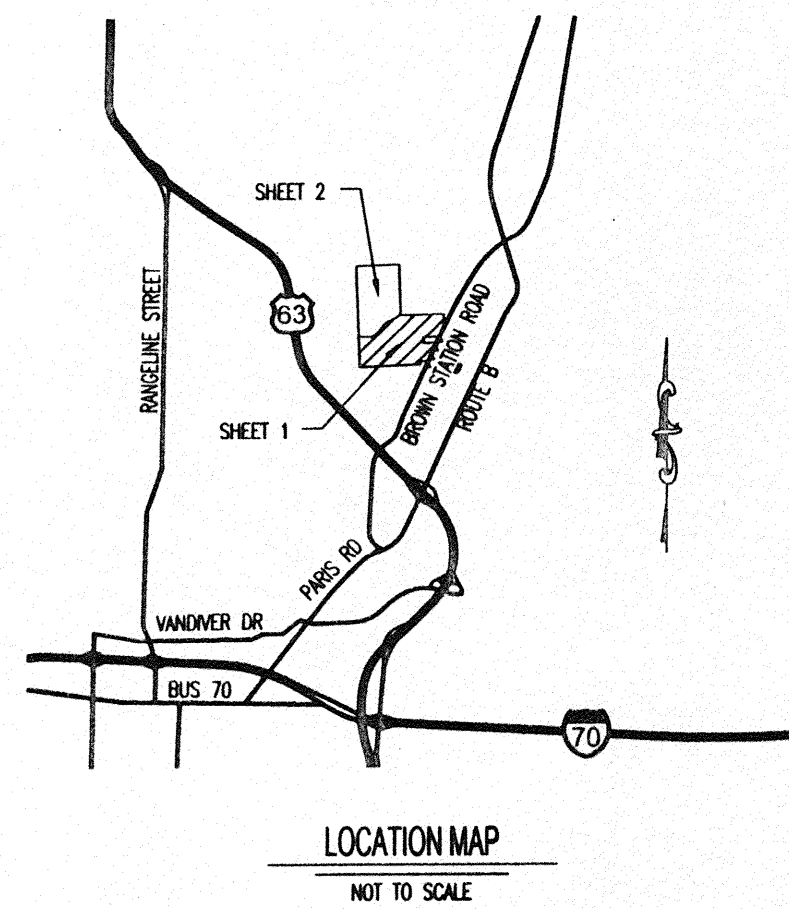 SHEET 2
RANGELINE STREET
63
BROWN STATION ROAD
ROUTE B
SHEET 1
PARIS RD
VANDIVER DR
BUS 70
70
LOCATION MAP
NOT TO SCALE